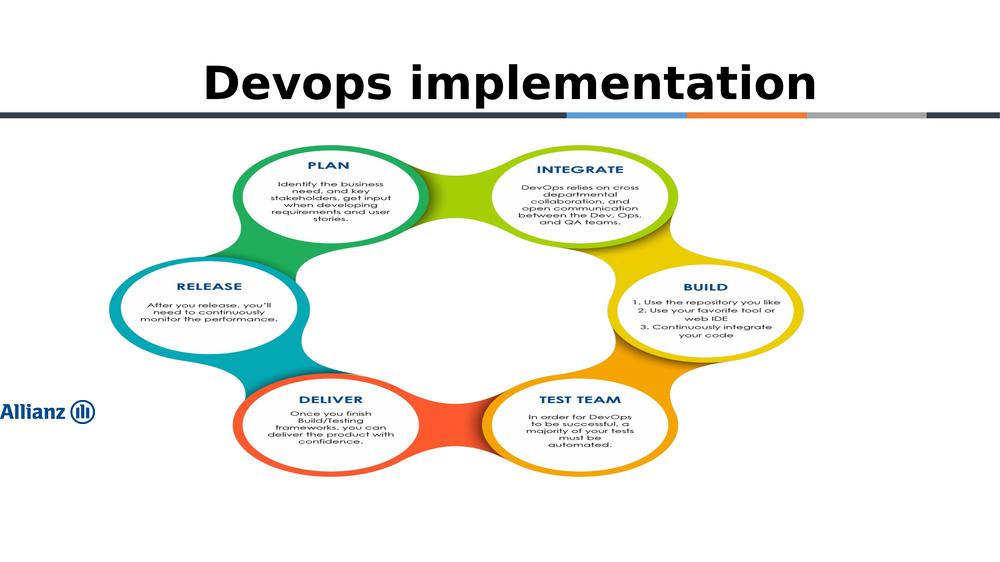 Devops implementation
PLAN
Identify the business
need, and key
stakeholders, get input
when developing
requirements and user
stories.
INTEGRATE
DevOps relies on cross
departmental
collaboration, and
open communication
between the Dev, Ops,
and QA teams.
RELEASE
After you release, you'll
need to continuously
monitor the performance.
BUILD
1. Use the repository you like
2. Use your favorite tool or
web IDE
3. Continuously integrate
your code
DELIVER
Once you finish
Build/Testing
frameworks, you can
deliver the product with
confidence.
TEST TEAM
In order for DevOps
to be successful, a
majority of your tests
must be
automated.
Allianz